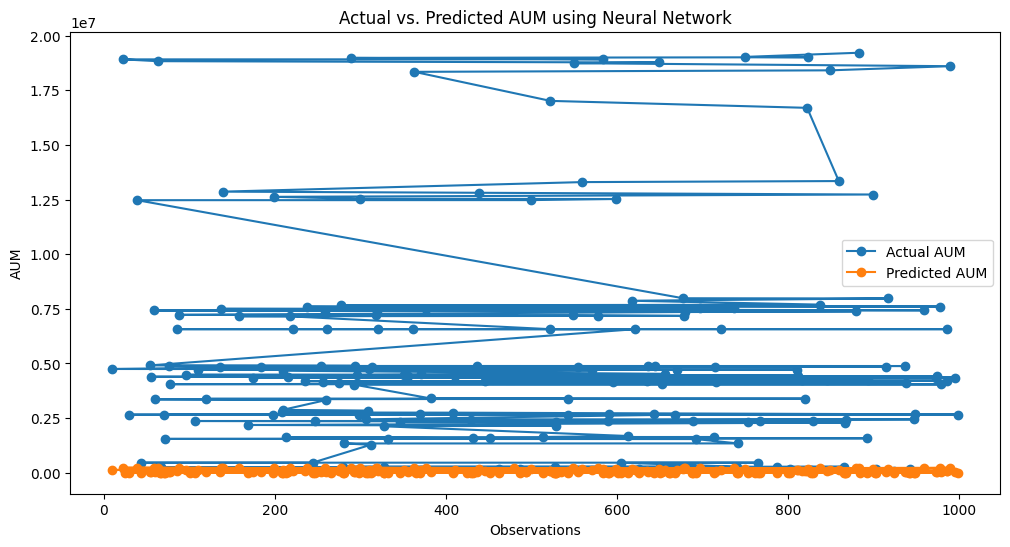 Actual vs. Predicted AUM using Neural Network
1e7
2.00
1.75
1.50
1.25
1.00
0.75
0.50
0.25
0.00
AUM
Actual AUM
Predicted AUM
0 200 400 600 800 1000
Observations